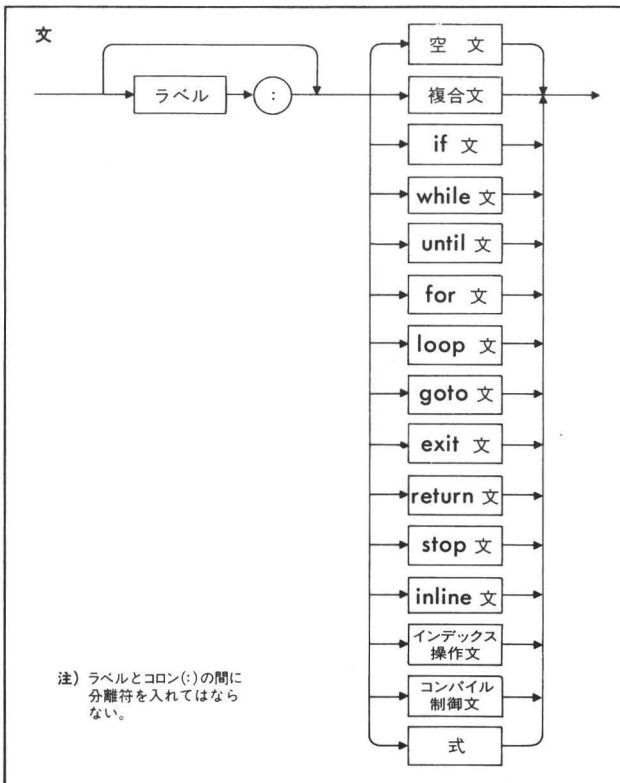 文
ラベル
:
空 文
複合文
if 文
while 文
until 文
for 文
loop 文
goto 文
exit 文
return 文
stop 文
inline 文
インデックス
操作文
コンパイル
制御文
式
注) ラベルとコロン(:)の間に
分離符を入れてはなら
ない。